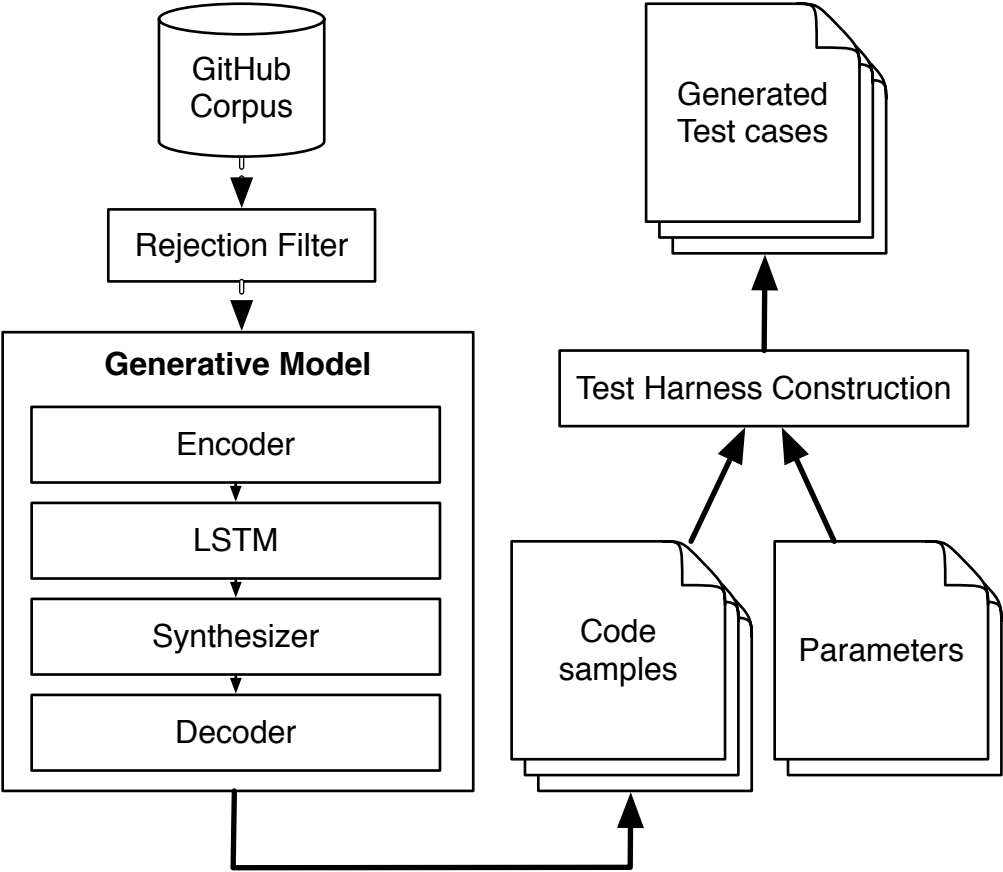 GitHub
Corpus
Rejection Filter
Generative Model
Encoder
LSTM
Synthesizer
Decoder
Generated
Test cases
Test Harness Construction
Code
samples
Parameters